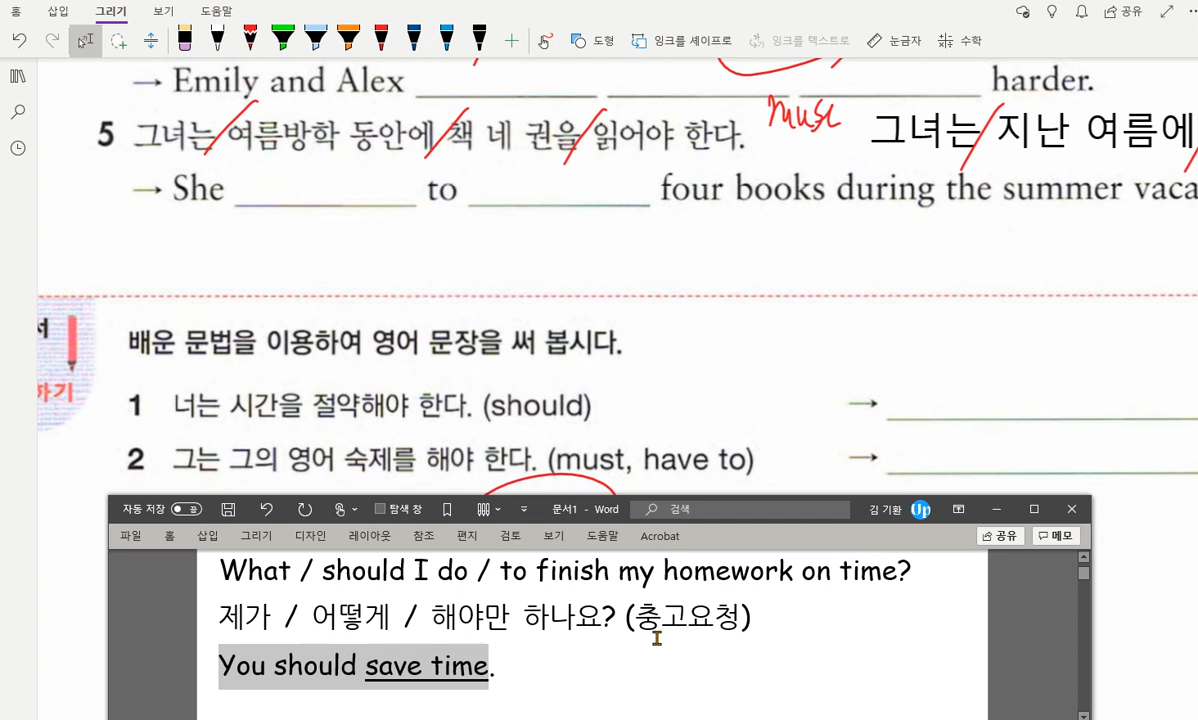 홈 삽입 그리기 보기 도움말 공유
도형 잉크를 셰이프로 잉크를 텍스트로 눈금자 수학
→ Emily and Alex harder.
5 그녀는 여름방학 동안에 책 네 권을 읽어야 한다. must 그녀는 지난 여름에
→ She to four books during the summer vaca
배운 문법을 이용하여 영어 문장을 써 봅시다.
하기
1 너는 시간을 절약해야 한다. (should) →
2 그는 그의 영어 숙제를 해야 한다. (must, have to) →
자동 저장 끔 탐색 창 문서1 - Word 검색 김 기환 Up
파일 홈 삽입 그리기 디자인 레이아웃 참조 편지 검토 보기 도움말 Acrobat 공유 메모
What / should I do / to finish my homework on time?
제가 / 어떻게 / 해야만 하나요? (충고요청)
You should save time.